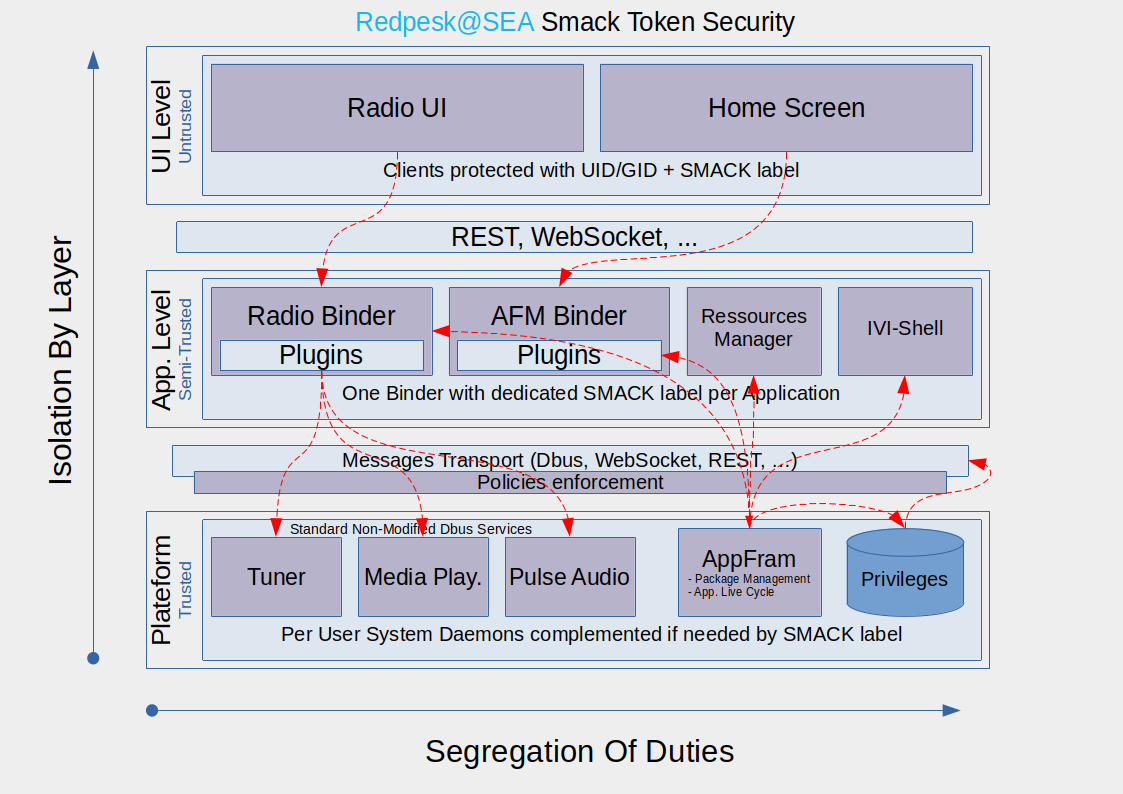 Redpesk@SEA Smack Token Security
Isolation By Layer
UI Level
Untrusted
Radio UI
Home Screen
Clients protected with UID/GID + SMACK label
REST, WebSocket, ...
App. Level
Semi-Trusted
Radio Binder
Plugins
AFM Binder
Plugins
Ressources
Manager
IVI-Shell
One Binder with dedicated SMACK label per Application
Messages Transport (Dbus, WebSocket, REST, ...)
Policies enforcement
Plateform
Trusted
Standard Non-Modified Dbus Services
Tuner
Media Play.
Pulse Audio
AppFram
- Package Management
- App. Live Cycle
Privileges
Per User System Daemons complemented if needed by SMACK label
Segregation Of Duties